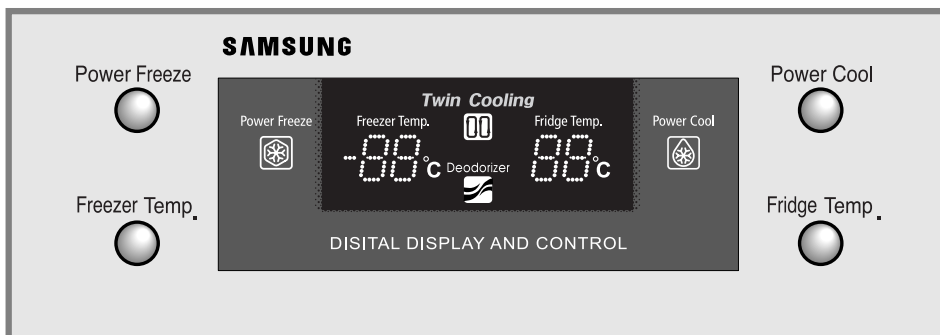 SAMSUNG
Power Freeze
Power Cool
Twin Cooling
Power Freeze
Freezer Temp.
Fridge Temp.
Power Cool
-88°C
88°C
Deodorizer
Freezer Temp.
Fridge Temp.
DISITAL DISPLAY AND CONTROL